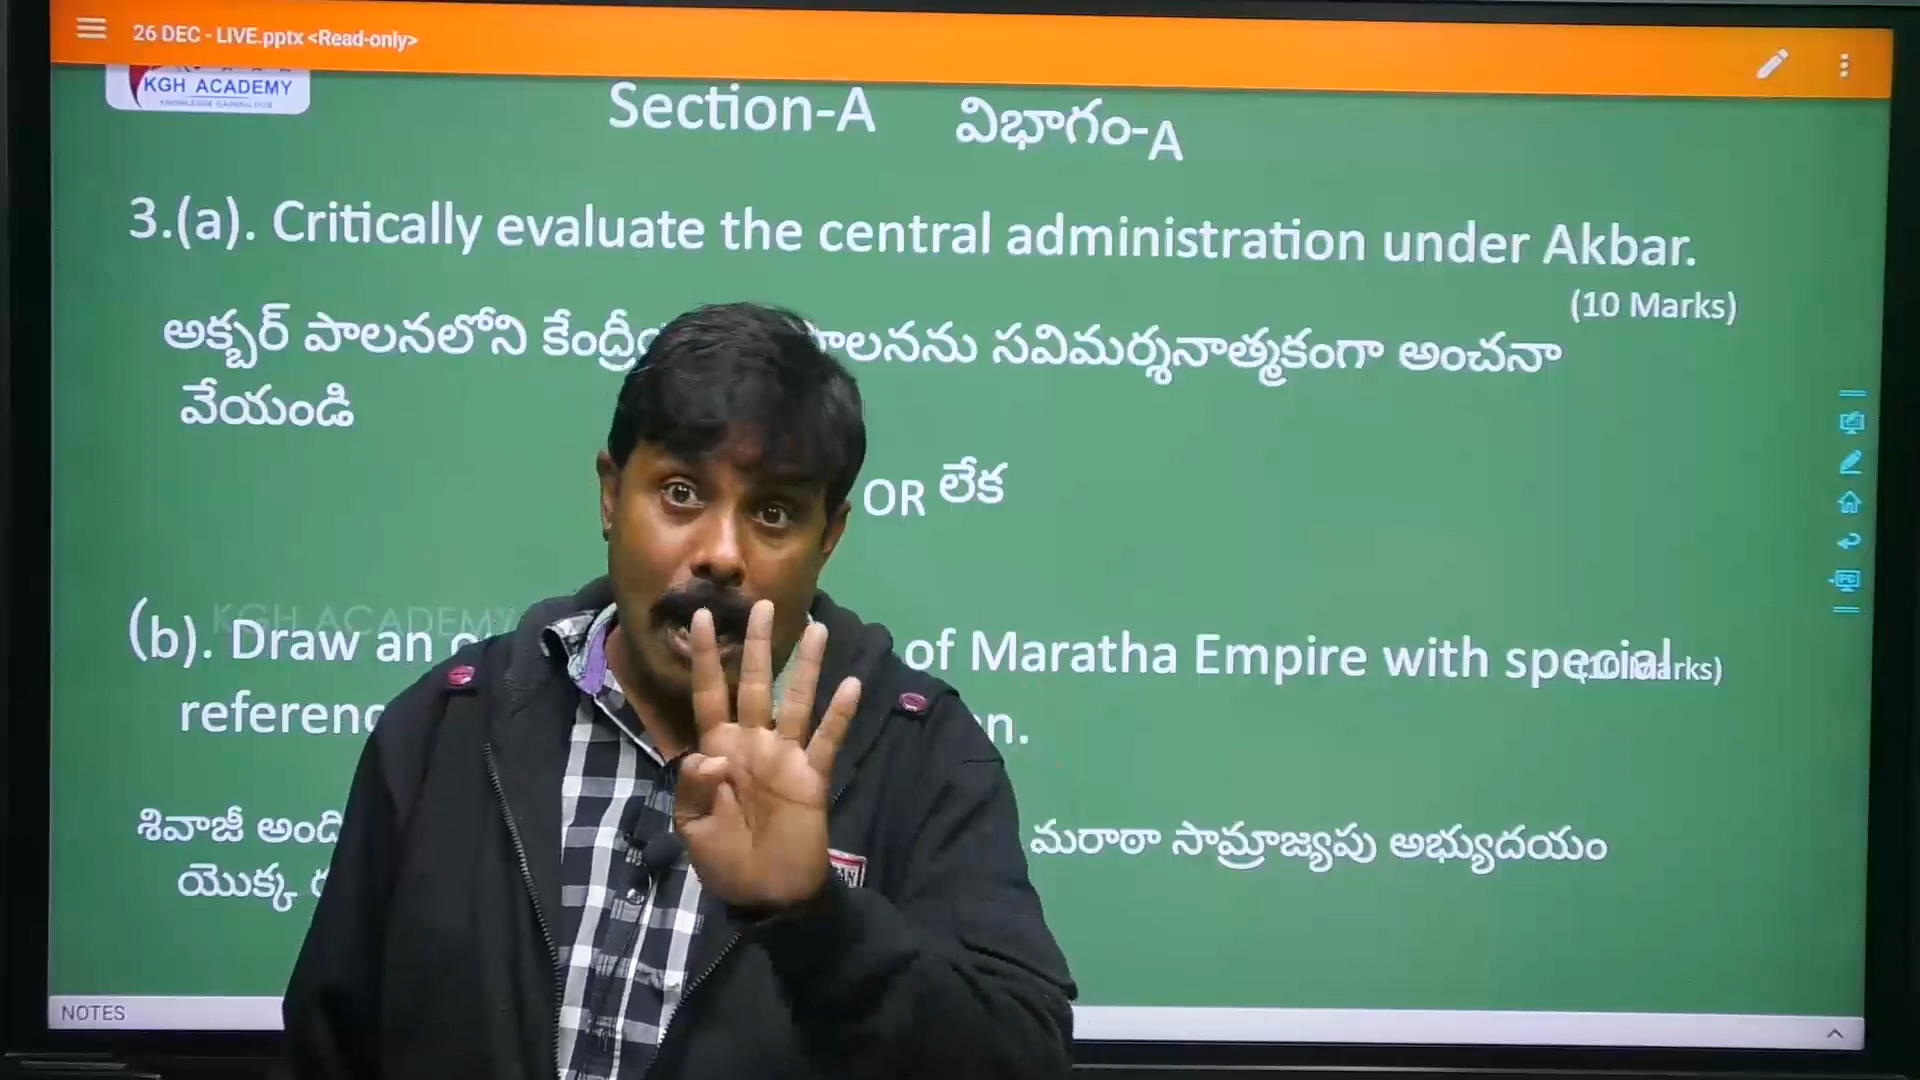 26 DEC - LIVE.pptx <Read-only>
KGH ACADEMY
Section-A విభాగం-A
3.(a). Critically evaluate the central administration under Akbar.
(10 Marks)
అక్బర్ పాలనలోని సవిమర్శనాత్మకంగా అంచనా
వేయండి
OR లేక
KGH ACADEMY
(b). Draw an of Maratha Empire with special
(10 Marks)
శివాజీ మరాఠా సామ్రాజ్యపు అభ్యుదయం
యొక్క
NOTES